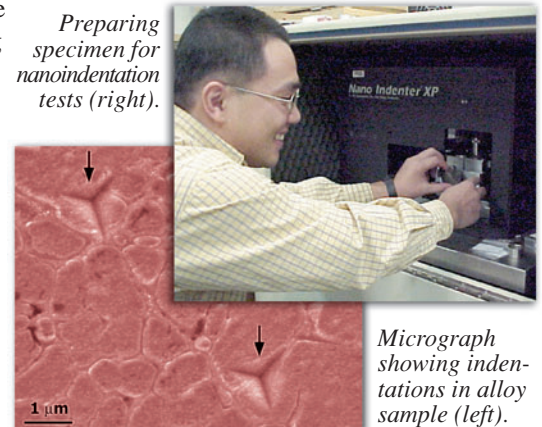 Preparing
specimen for
nanoindentation
tests (right).
Nano Indenter XP
1 µm
Micrograph
showing inden-
tations in alloy
sample (left).